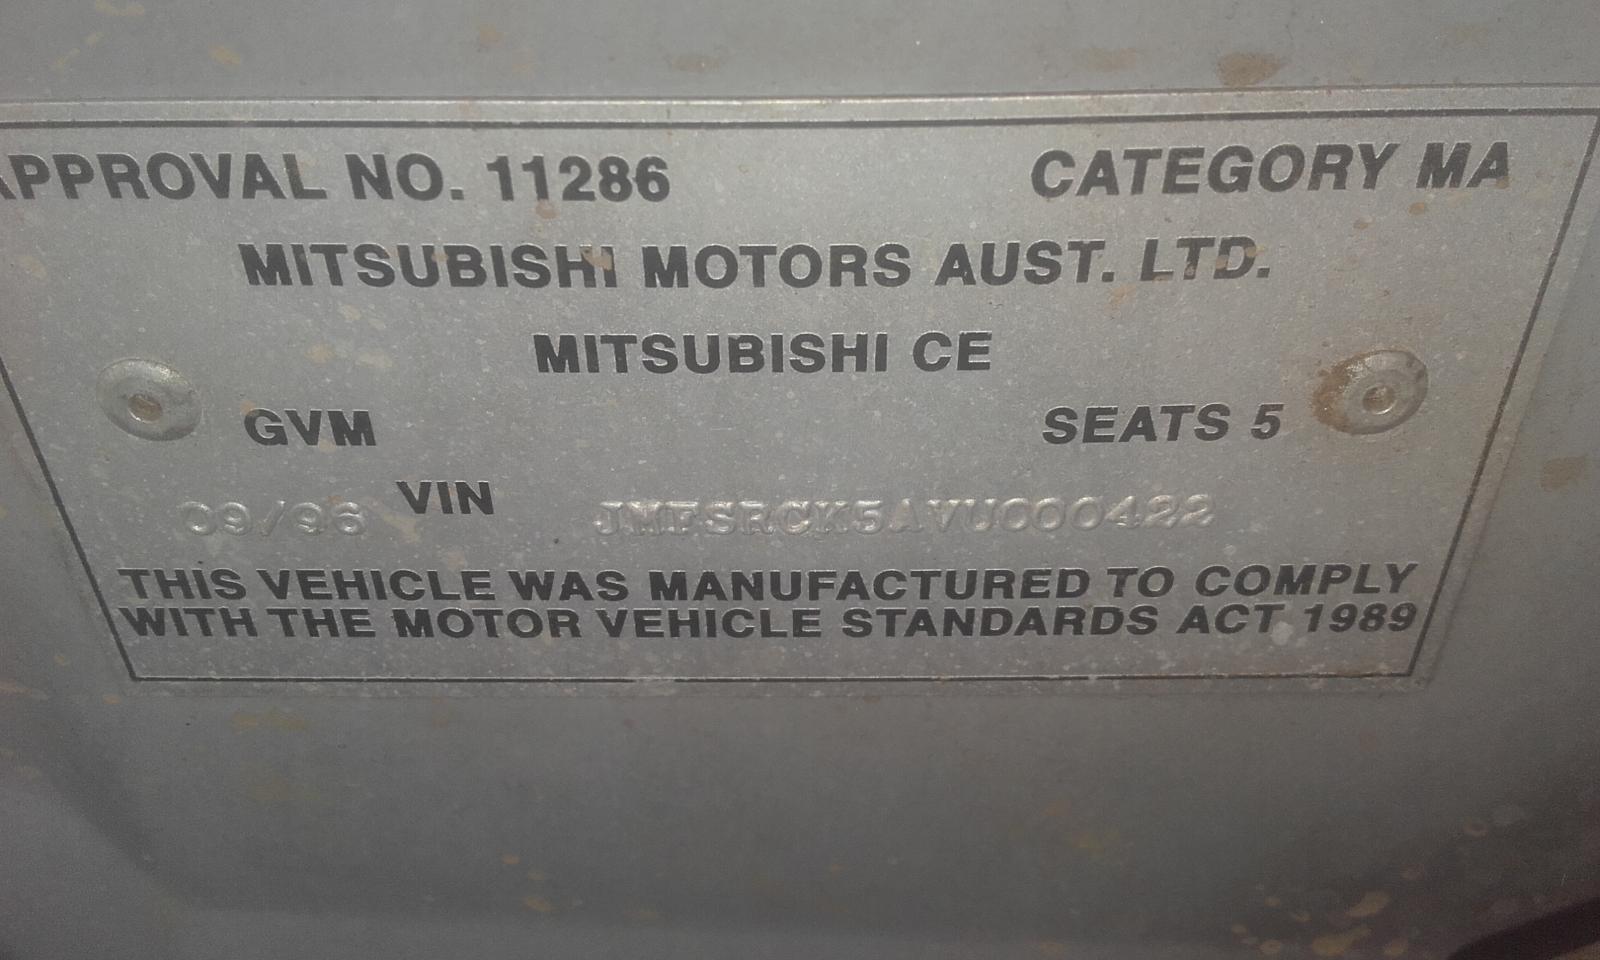 APPROVAL NO. 11286 CATEGORY MA
MITSUBISHI MOTORS AUST. LTD.
MITSUBISHI CE
GVM SEATS 5
09/96 VIN JMFSRCK5AVU000422
THIS VEHICLE WAS MANUFACTURED TO COMPLY
WITH THE MOTOR VEHICLE STANDARDS ACT 1989